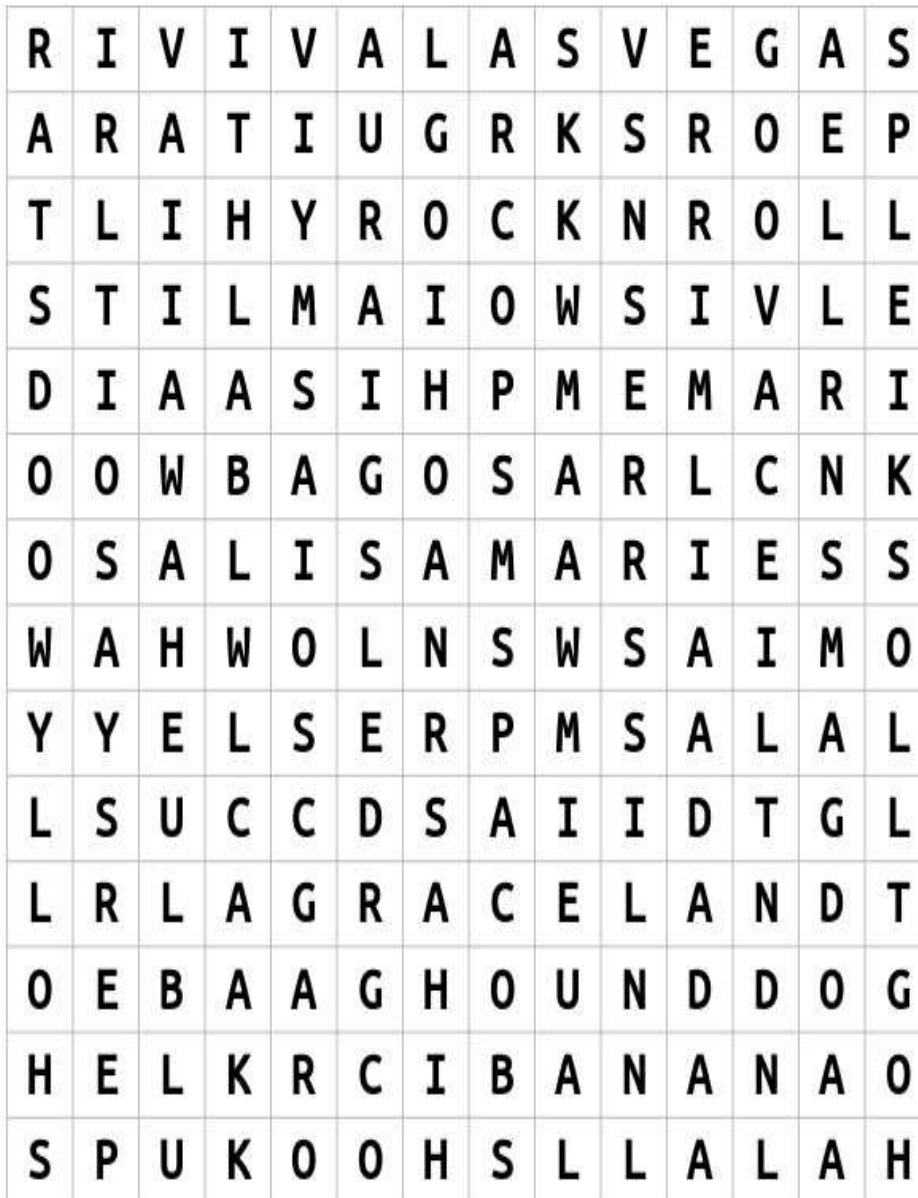 R I V I V A L A S V E G A S
A R A T I U G R K S R O E P
T L I H Y R O C K N R O L L
S T I L M A I O W S I V L E
D I A A S I H P M E M A R I
O O W B A G O S A R L C N K
O S A L I S A M A R I E S S
W A H W O L N S W S A I M O
Y Y E L S E R P M S A L A L
L S U C C D S A I I D T G L
L R L A G R A C E L A N D T
O E B A A G H O U N D D O G
H E L K R C I B A N A N A O
S P U K O O H S L L A L A H